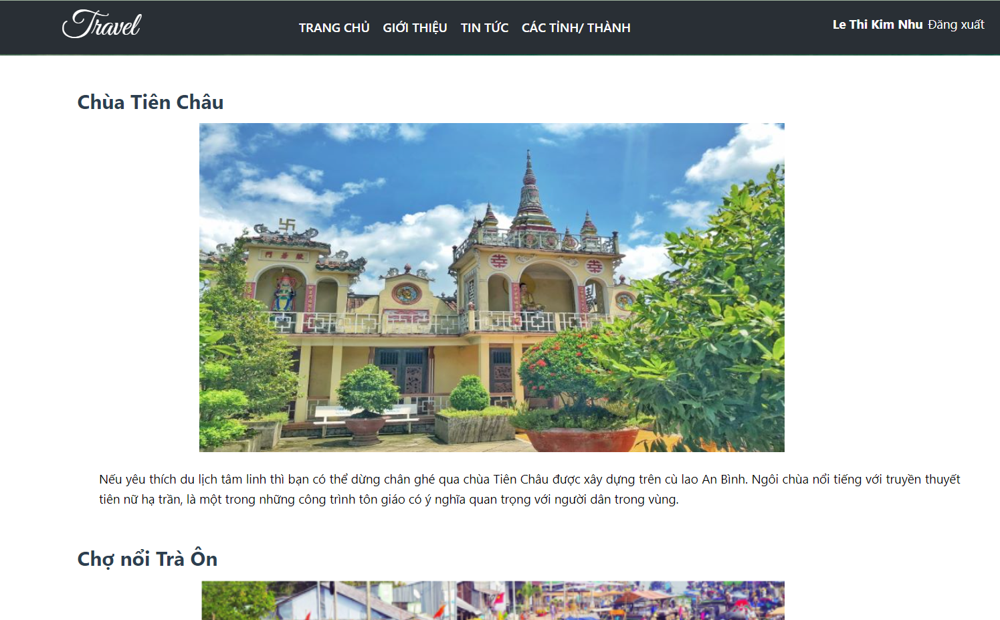 Travel
TRANG CHỦ GIỚI THIỆU TIN TỨC CÁC TỈNH/ THÀNH
Le Thi Kim Nhu Đăng xuất
Chùa Tiên Châu
Nếu yêu thích du lịch tâm linh thì bạn có thể dừng chân ghé qua chùa Tiên Châu được xây dựng trên cù lao An Bình. Ngôi chùa nổi tiếng với truyền thuyết
tiên nữ hạ trần, là một trong những công trình tôn giáo có ý nghĩa quan trọng với người dân trong vùng.
Chợ nổi Trà Ôn